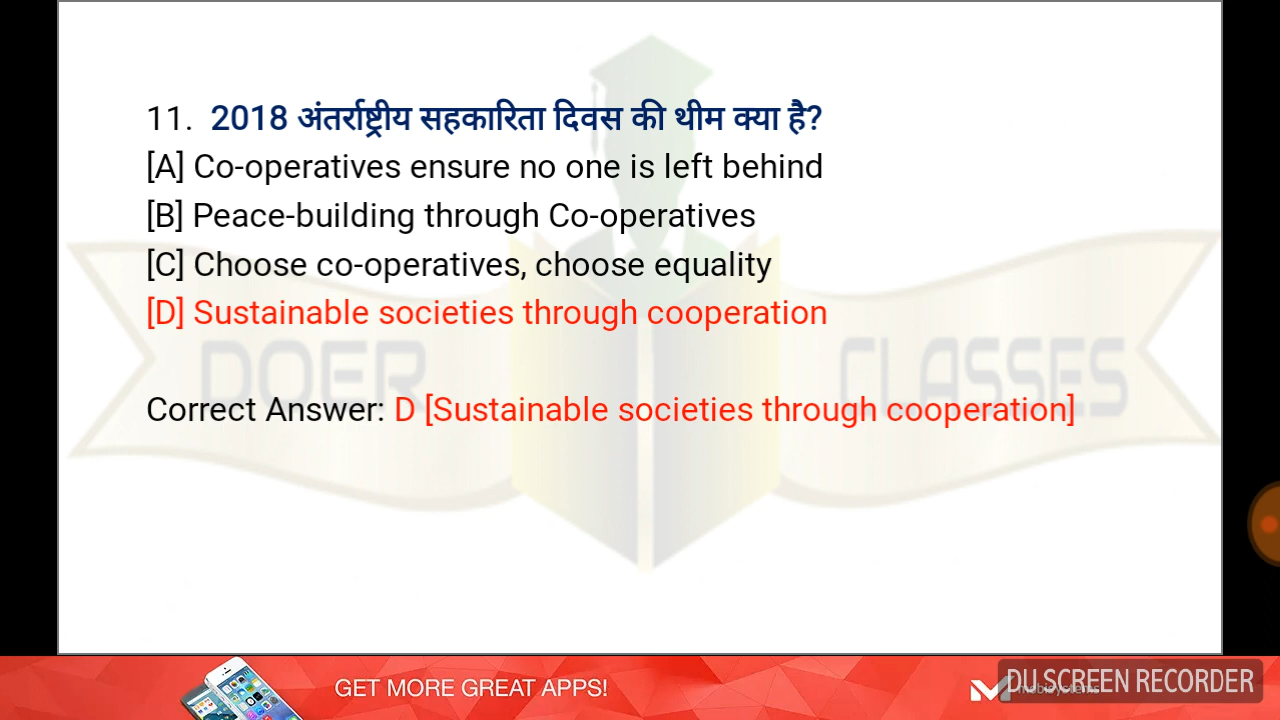 11. 2018 अंतर्राष्ट्रीय सहकारिता दिवस की थीम क्या है?
[A] Co-operatives ensure no one is left behind
[B] Peace-building through Co-operatives
[C] Choose co-operatives, choose equality
[D] Sustainable societies through cooperation
DOER CLASSES
Correct Answer: D [Sustainable societies through cooperation]
GET MORE GREAT APPS!
mobisystems
DU SCREEN RECORDER